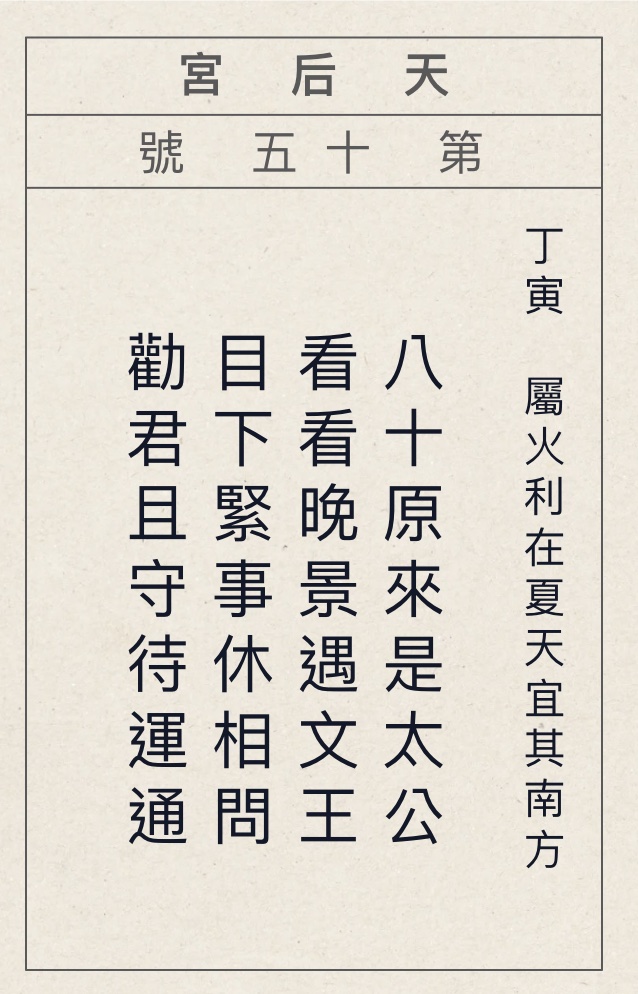 天后宮
第十五號
丁寅 屬火利在夏天宜其南方
八十原來是太公
看看晚景遇文王
目下緊事休相問
勸君且守待運通